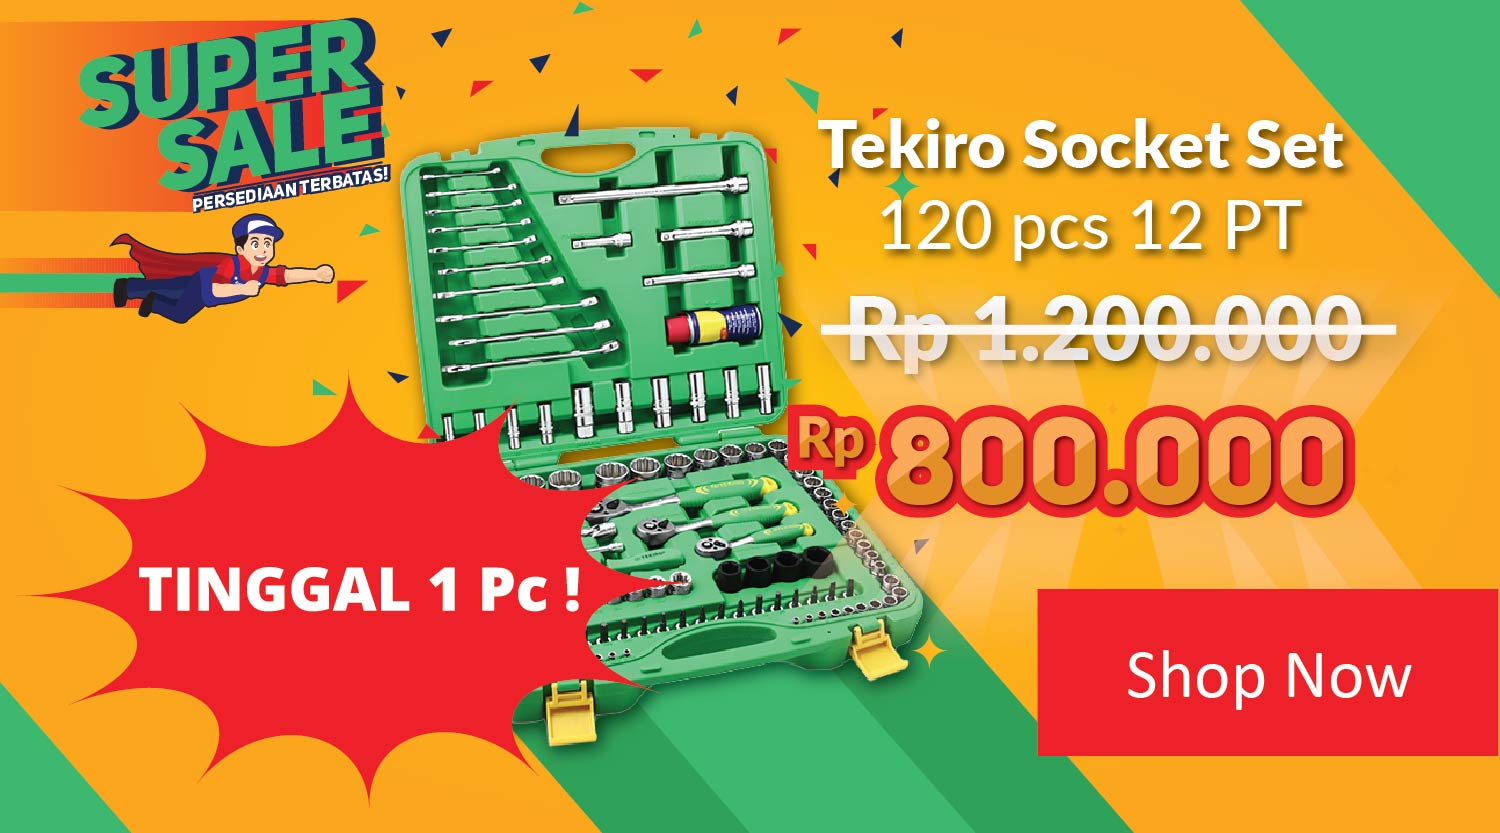 SUPER
SALE
PERSEDIAAN TERBATAS!
Tekiro Socket Set
120 pcs 12 PT
Rp 1.200.000
Rp 800.000
TINGGAL 1 Pc !
Shop Now